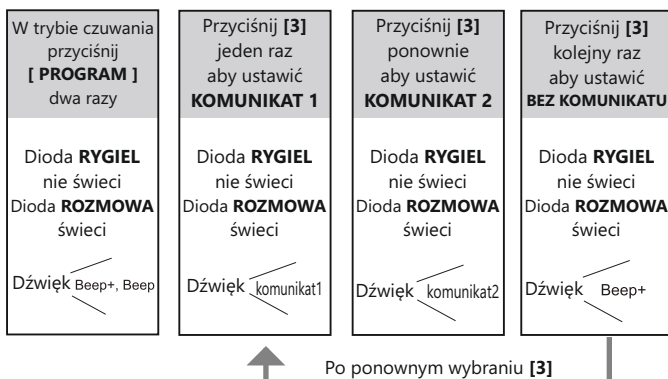 W trybie czuwania
przyciśnij
[ PROGRAM ]
dwa razy
Dioda RYGIEL
nie świeci
Dioda ROZMOWA
świeci
Dźwięk Beep+, Beep
Przyciśnij [3]
jeden raz
aby ustawić
KOMUNIKAT 1
Dioda RYGIEL
nie świeci
Dioda ROZMOWA
świeci
Dźwięk komunikat1
Przyciśnij [3]
ponownie
aby ustawić
KOMUNIKAT 2
Dioda RYGIEL
nie świeci
Dioda ROZMOWA
świeci
Dźwięk komunikat2
Przyciśnij [3]
kolejny raz
aby ustawić
BEZ KOMUNIKATU
Dioda RYGIEL
nie świeci
Dioda ROZMOWA
świeci
Dźwięk Beep+
Po ponownym wybraniu [3]